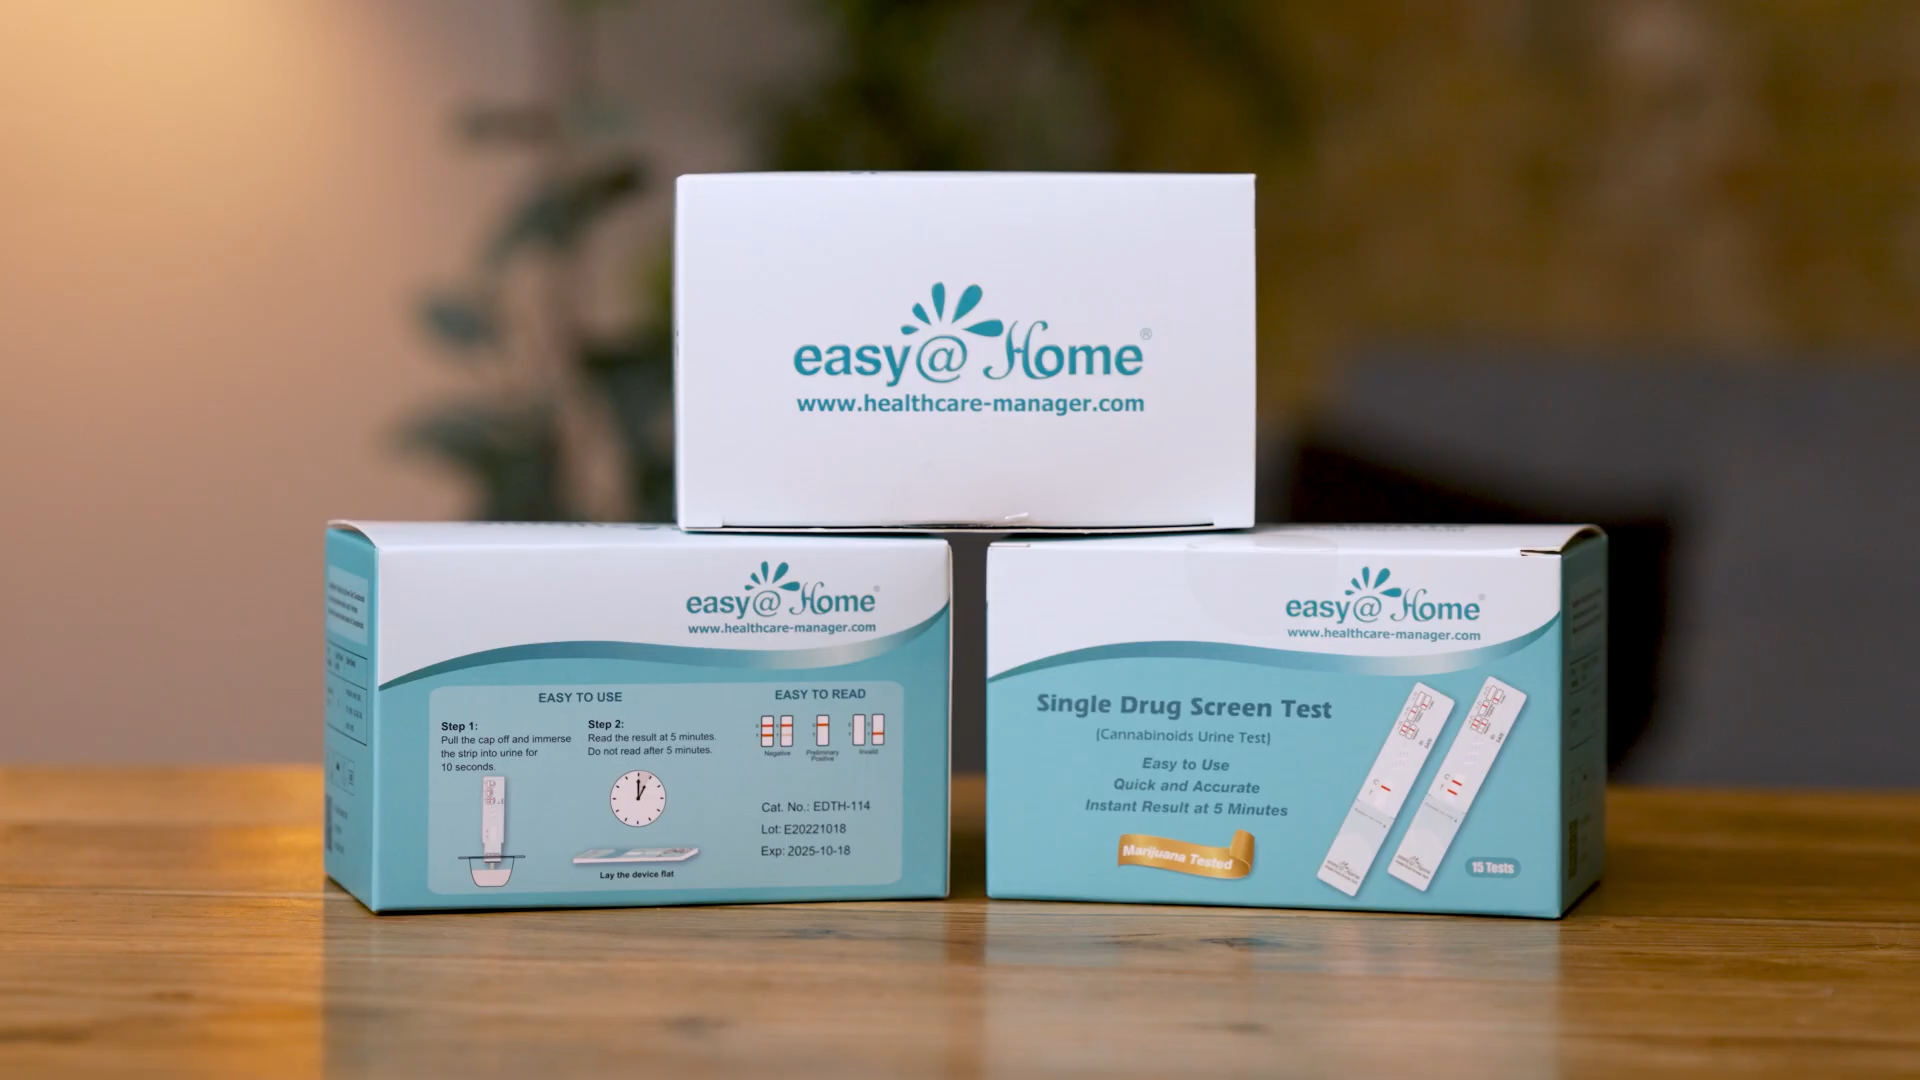 easy@Home®
www.healthcare-manager.com
easy@Home®
www.healthcare-manager.com
EASY TO USE
Step 1:
Pull the cap off and immerse
the strip into urine for
10 seconds.
Step 2:
Read the result at 5 minutes.
Do not read after 5 minutes.
Lay the device flat
EASY TO READ
Negative
Preliminary
Positive
Invalid
Cat. No.: EDTH-114
Lot: E20221018
Exp: 2025-10-18
easy@Home®
www.healthcare-manager.com
Single Drug Screen Test
(Cannabinoids Urine Test)
Easy to Use
Quick and Accurate
Instant Result at 5 Minutes
Marijuana Tested
C
T
C
T
15 Tests